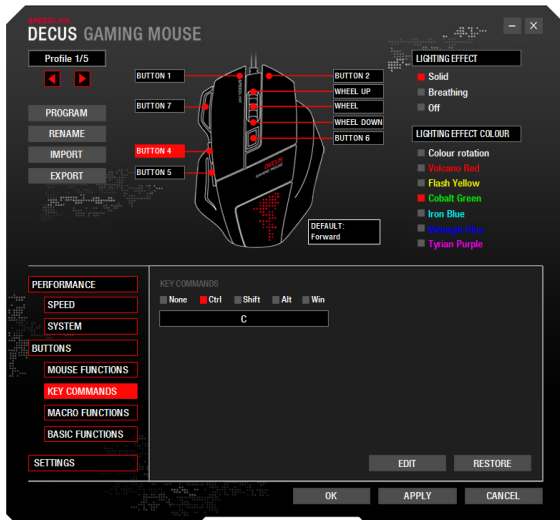 SPEEDLINK
DECUS GAMING MOUSE
Profile 1/5
PROGRAM
RENAME
IMPORT
EXPORT
BUTTON 1
BUTTON 7
BUTTON 4
BUTTON 5
BUTTON 2
WHEEL UP
WHEEL
WHEEL DOWN
BUTTON 6
DECUS
GAMING MOUSE
DEFAULT:
Forward
LIGHTING EFFECT
Solid
Breathing
Off
LIGHTING EFFECT COLOUR
Colour rotation
Volcano Red
Flash Yellow
Cobalt Green
Iron Blue
Midnight Blue
Tyrian Purple
PERFORMANCE
SPEED
SYSTEM
BUTTONS
MOUSE FUNCTIONS
KEY COMMANDS
MACRO FUNCTIONS
BASIC FUNCTIONS
SETTINGS
KEY COMMANDS
None Ctrl Shift Alt Win
C
EDIT RESTORE
OK APPLY CANCEL